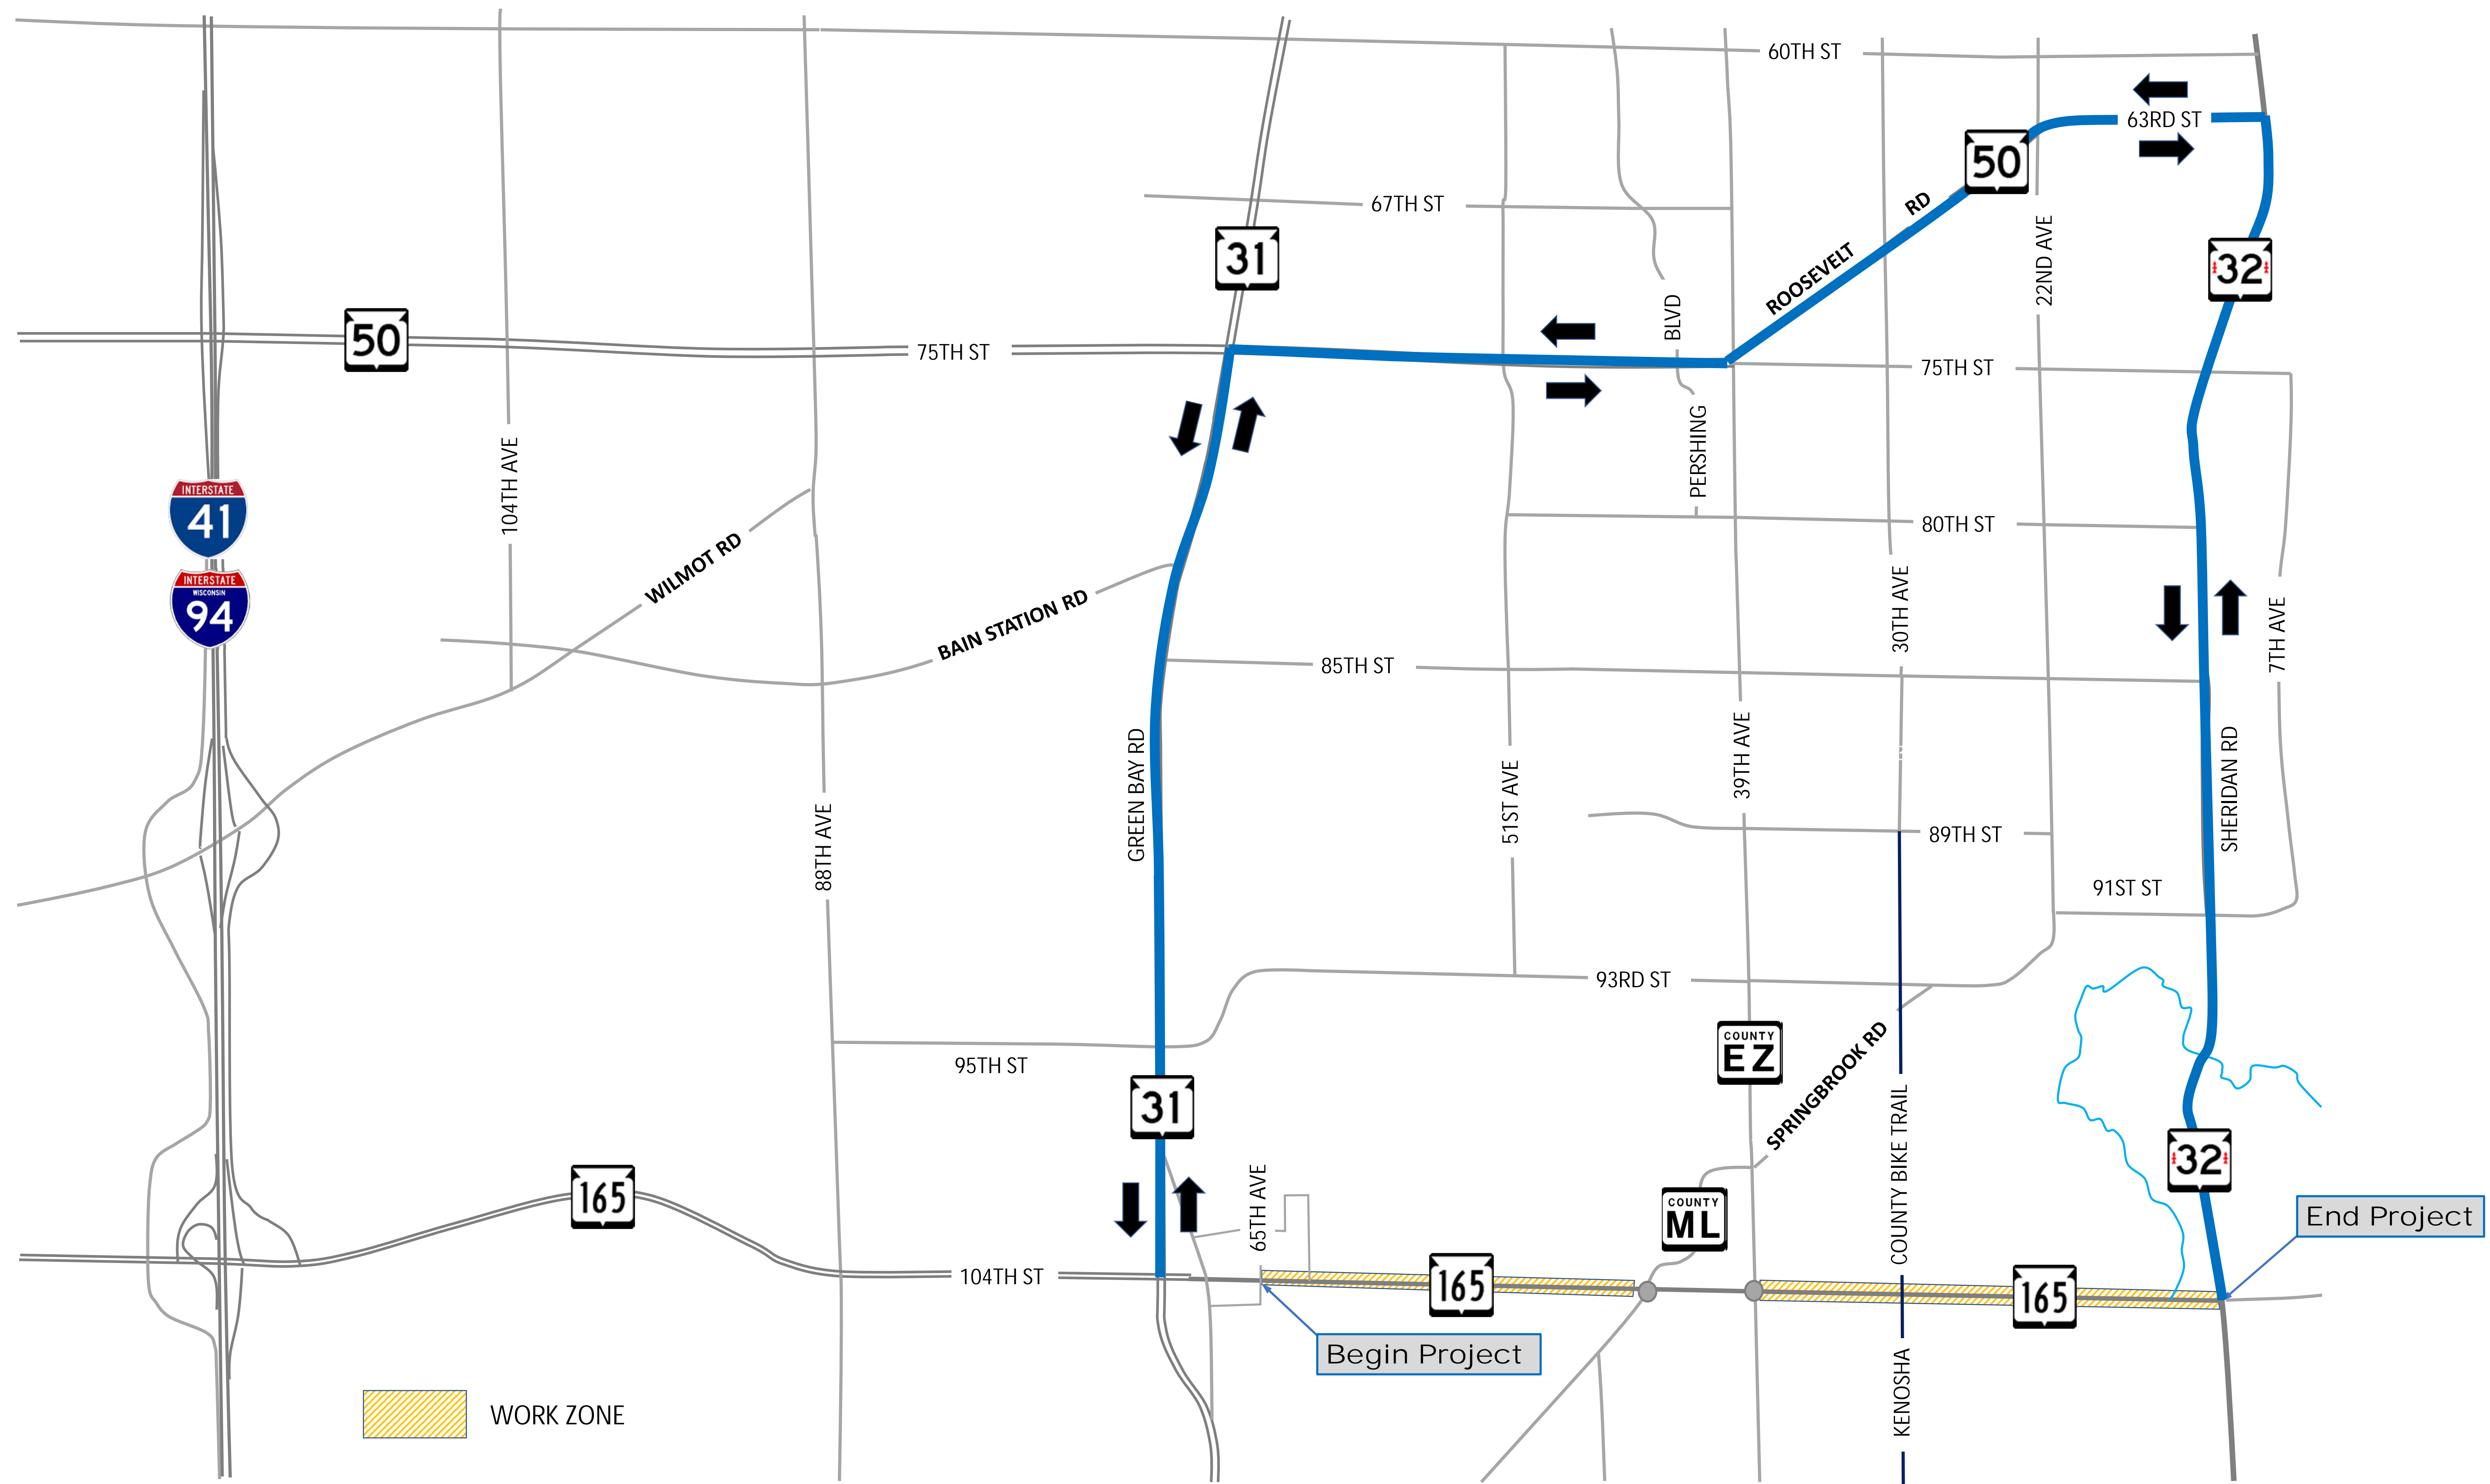 60TH ST
63RD ST
50
67TH ST
RD
22ND AVE
31
ROOSEVELT
32
BLVD
50
75TH ST
75TH ST
104TH AVE
PERSHING
INTERSTATE
41
80TH ST
WILMOT RD
INTERSTATE
WISCONSIN
94
BAIN STATION RD
30TH AVE
7TH AVE
85TH ST
GREEN BAY RD
39TH AVE
SHERIDAN RD
51ST AVE
88TH AVE
89TH ST
91ST ST
93RD ST
95TH ST
COUNTY
EZ
SPRINGBROOK RD
31
32
COUNTY BIKE TRAIL
165
65TH AVE
COUNTY
ML
End Project
104TH ST
165
165
Begin Project
KENOSHA
WORK ZONE